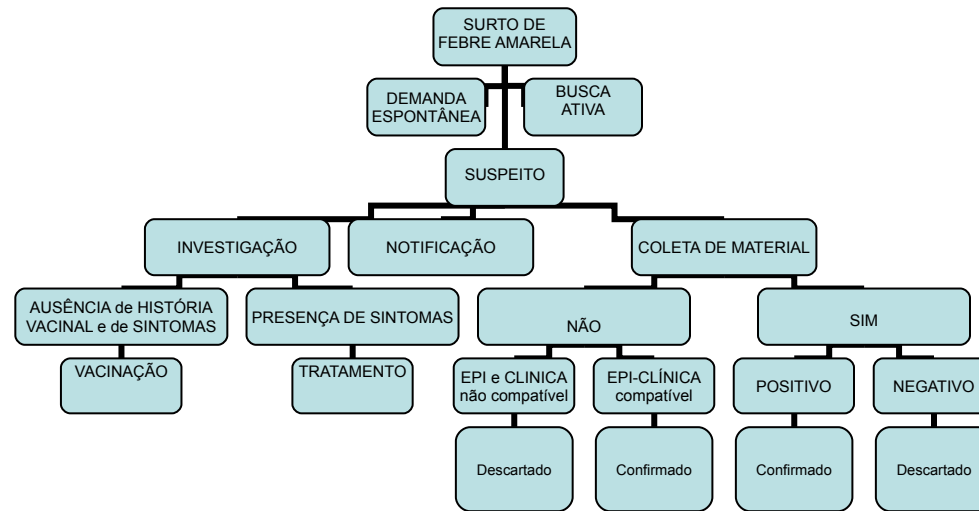 SURTO DE
FEBRE AMARELA
DEMANDA
ESPONTÂNEA
BUSCA
ATIVA
SUSPEITO
INVESTIGAÇÃO
NOTIFICAÇÃO
COLETA DE MATERIAL
AUSÊNCIA de HISTÓRIA
VACINAL e de SINTOMAS
PRESENÇA DE SINTOMAS
NÃO
SIM
VACINAÇÃO
TRATAMENTO
EPI e CLINICA
não compatível
EPI-CLÍNICA
compatível
POSITIVO
NEGATIVO
Descartado
Confirmado
Confirmado
Descartado